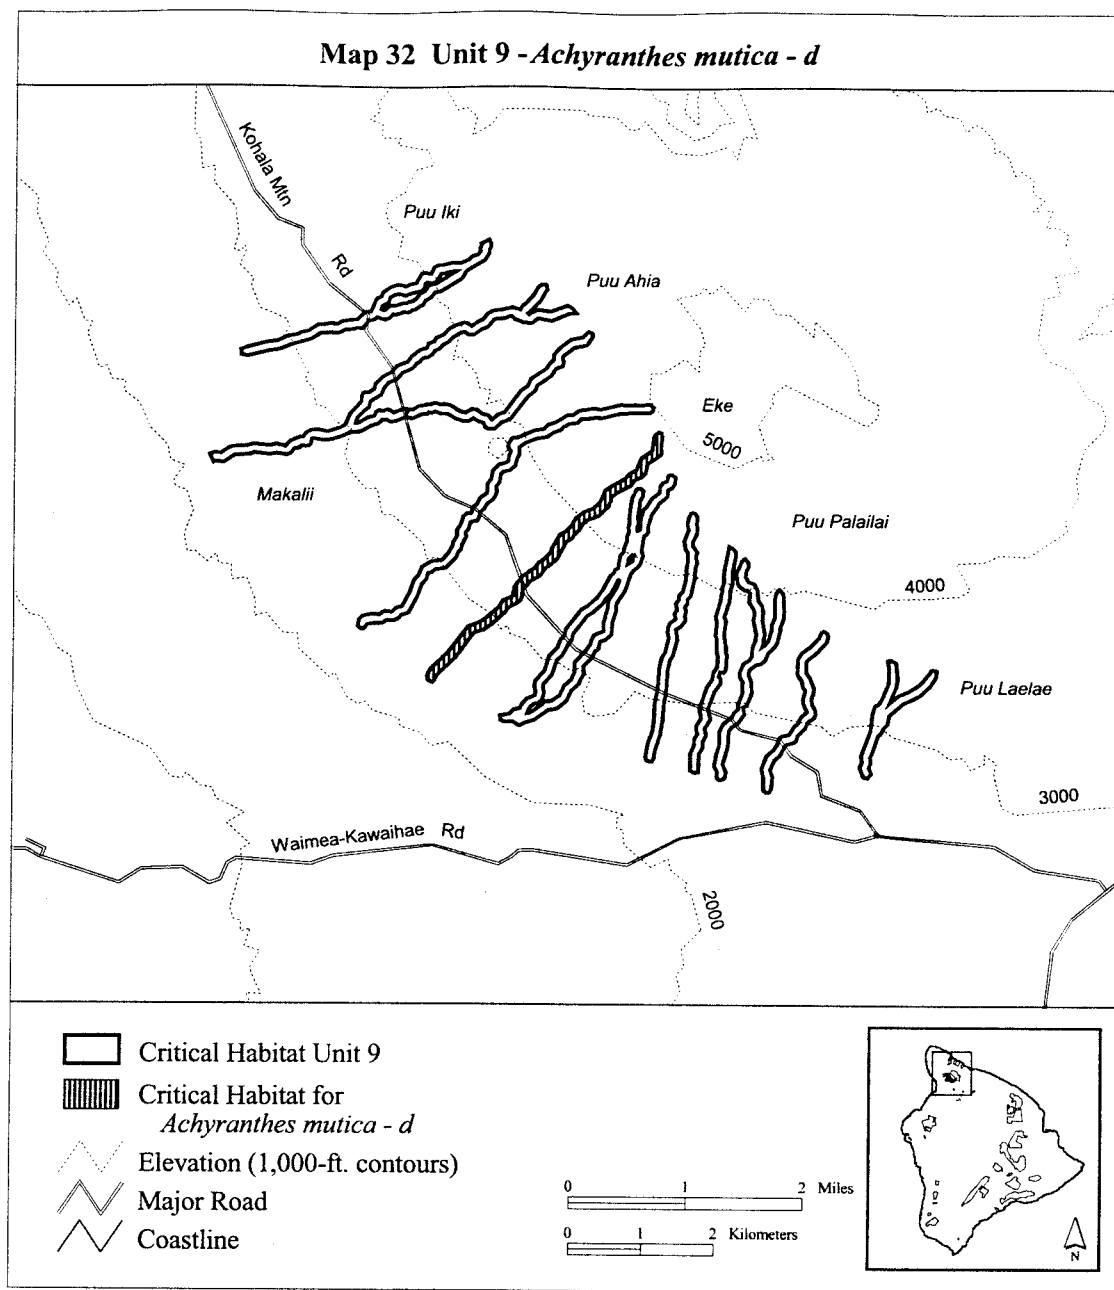 Map 32 Unit 9 - Achyranthes mutica - d
Kohala Mtn
Rd
Puu Iki
Puu Ahia
Eke
5000
Makalii
Puu Palailai
4000
Puu Laelae
3000
Waimea-Kawaihae Rd
2000
Critical Habitat Unit 9
Critical Habitat for
Achyranthes mutica - d
Elevation (1,000-ft. contours)
Major Road
Coastline
0 1 2 Miles
0 1 2 Kilometers
N